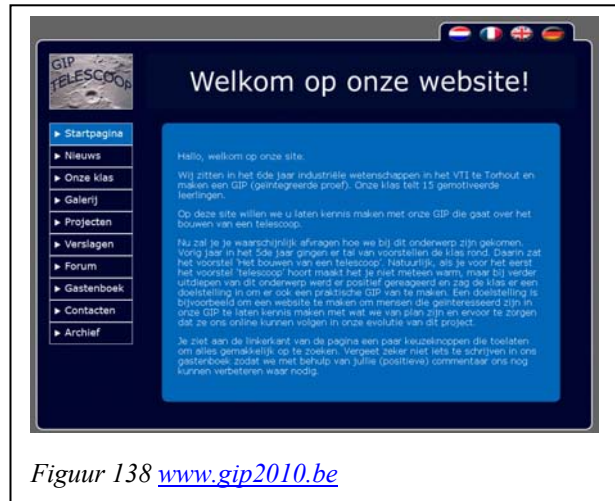 GIP
TELESCOOP
Welkom op onze website!
► Startpagina
► Nieuws
► Onze klas
► Galerij
► Projecten
► Verslagen
► Forum
► Gastenboek
► Contacten
► Archief
Hallo, welkom op onze site.
Wij zitten in het 6de jaar industriële wetenschappen in het VTI te Torhout en
maken een GIP (geïntegreerde proef). Onze klas telt 15 gemotiveerde
leerlingen.
Op deze site willen we u laten kennis maken met onze GIP die gaat over het
bouwen van een telescoop.
Nu zal je je waarschijnlijk afvragen hoe we bij dit onderwerp zijn gekomen.
Vorig jaar in het 5de jaar gingen er tal van voorstellen de klas rond. Daarin zat
het voorstel 'Het bouwen van een telescoop'. Natuurlijk, als je voor het eerst
het voorstel 'telescoop' hoort maakt het je niet meteen warm, maar bij verder
uitdiepen van dit onderwerp werd er positief gereageerd en zag de klas er een
doelstelling in om er ook een praktische GIP van te maken. Een doelstelling is
bijvoorbeeld om een website te maken om mensen die geïnteresseerd zijn in
onze GIP te laten kennis maken met wat we van plan zijn en ervoor te zorgen
dat ze ons online kunnen volgen in onze evolutie van dit project.
Je ziet aan de linkerkant van de pagina een paar keuzeknoppen die toelaten
om alles gemakkelijk op te zoeken. Vergeet zeker niet iets te schrijven in ons
gastenboek zodat we met behulp van jullie (positieve) commentaar ons nog
kunnen verbeteren waar nodig.
Figuur 138 www.gip2010.be